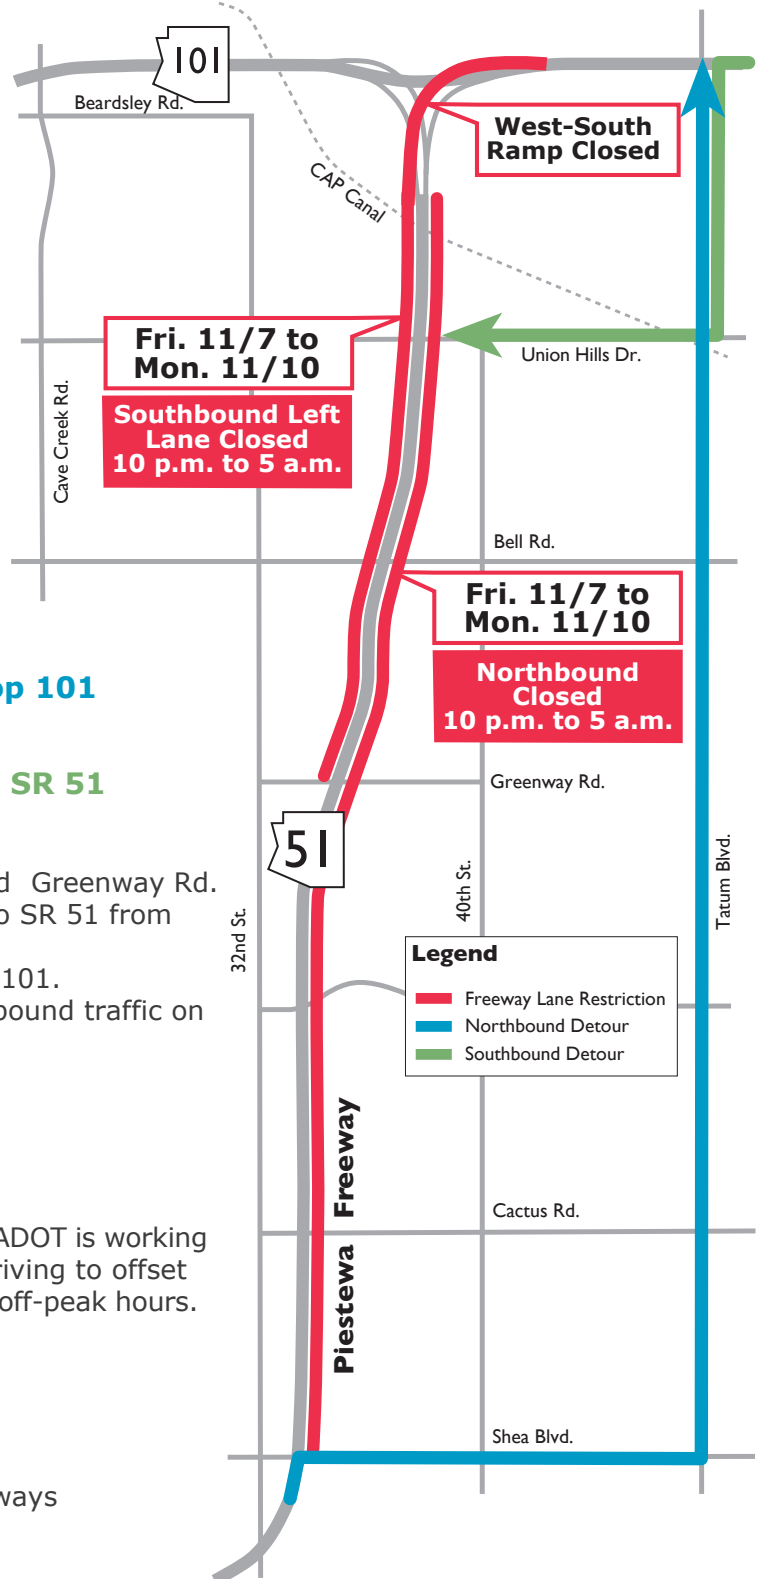 101
Beardsley Rd.
West-South
Ramp Closed
CAP Canal
Fri. 11/7 to
Mon. 11/10
Union Hills Dr.
Southbound Left
Lane Closed
10 p.m. to 5 a.m.
Cave Creek Rd.
Bell Rd.
Fri. 11/7 to
Mon. 11/10
Northbound
Closed
10 p.m. to 5 a.m.
101
SR 51
Greenway Rd.
51
Tatum Blvd.
40th St.
32nd St.
Greenway Rd.
SR 51 from
101.
traffic on
Legend
Freeway Lane Restriction
Northbound Detour
Southbound Detour
Piestewa Freeway
Cactus Rd.
ADOT is working
to offset
off-peak hours.
Shea Blvd.